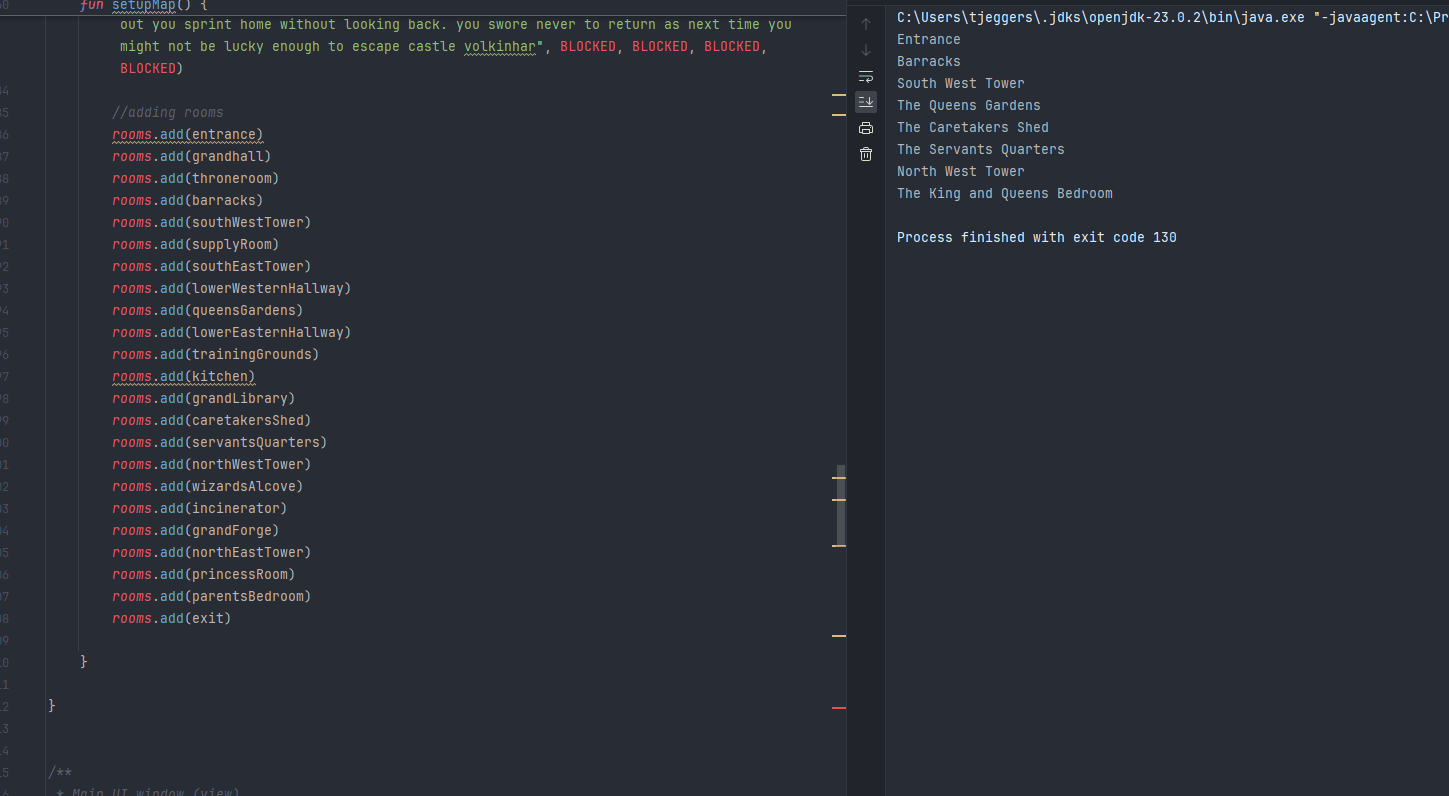 fun setupMap() {
out you sprint home without looking back. you swore never to return as next time you
might not be lucky enough to escape castle volkinhar", BLOCKED, BLOCKED, BLOCKED,
BLOCKED)
//adding rooms
rooms.add(entrance)
rooms.add(grandhall)
rooms.add(throneroom)
rooms.add(barracks)
rooms.add(southWestTower)
rooms.add(supplyRoom)
rooms.add(southEastTower)
rooms.add(lowerWesternHallway)
rooms.add(queensGardens)
rooms.add(lowerEasternHallway)
rooms.add(trainingGrounds)
rooms.add(kitchen)
rooms.add(grandLibrary)
rooms.add(caretakersShed)
rooms.add(servantsQuarters)
rooms.add(northWestTower)
rooms.add(wizardsAlcove)
rooms.add(incinerator)
rooms.add(grandForge)
rooms.add(northEastTower)
rooms.add(princessRoom)
rooms.add(parentsBedroom)
rooms.add(exit)
}
}
/**
* Main UI window (view)
C:\Users\tjeggers\.jdks\openjdk-23.0.2\bin\java.exe "-javaagent:C:\Pr
Entrance
Barracks
South West Tower
The Queens Gardens
The Caretakers Shed
The Servants Quarters
North West Tower
The King and Queens Bedroom
Process finished with exit code 130